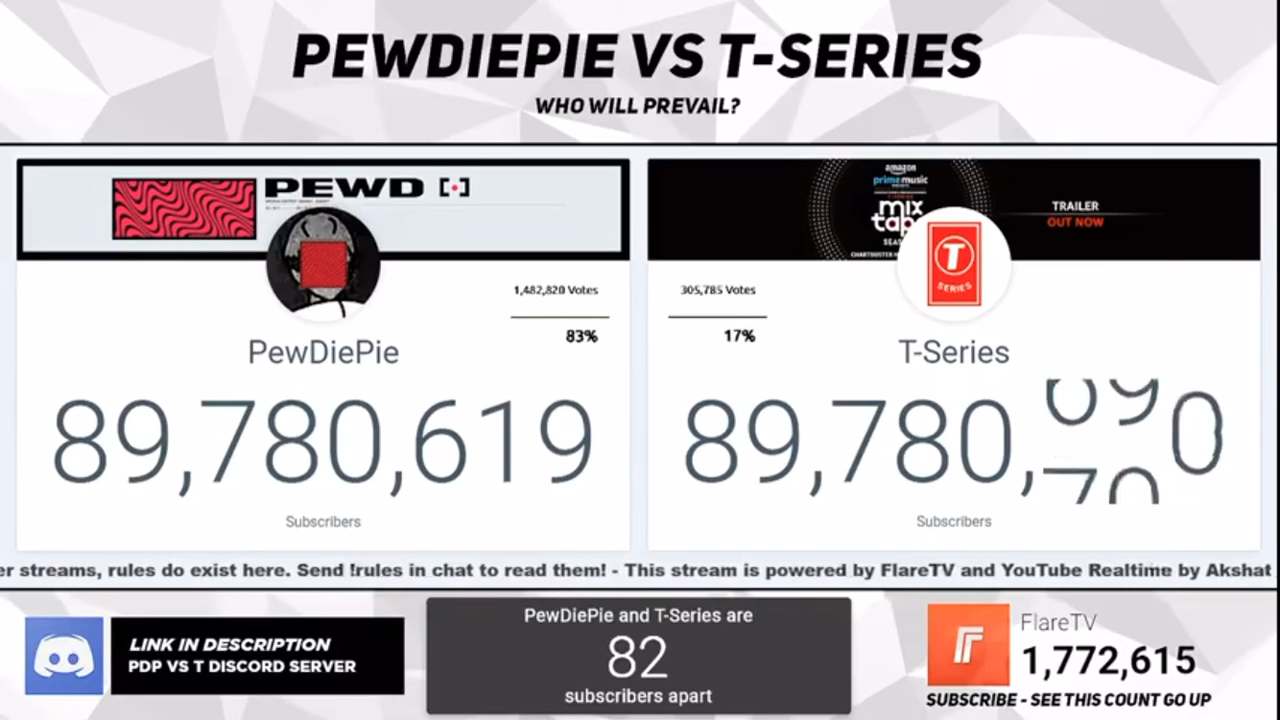 PEWDIEPIE VS T-SERIES
WHO WILL PREVAIL?
PEWD [·]
1,482,820 Votes
83%
PewDiePie
89,780,619
Subscribers
amazon
prime music
mix
TRAILER
OUT NOW
T
SERIES
305,785 Votes
17%
T-Series
89,780,
Subscribers
er streams, rules do exist here. Send !rules in chat to read them! - This stream is powered by FlareTV and YouTube Realtime by Akshat
LINK IN DESCRIPTION
PDP VS T DISCORD SERVER
PewDiePie and T-Series are
82
subscribers apart
FlareTV
1,772,615
SUBSCRIBE - SEE THIS COUNT GO UP